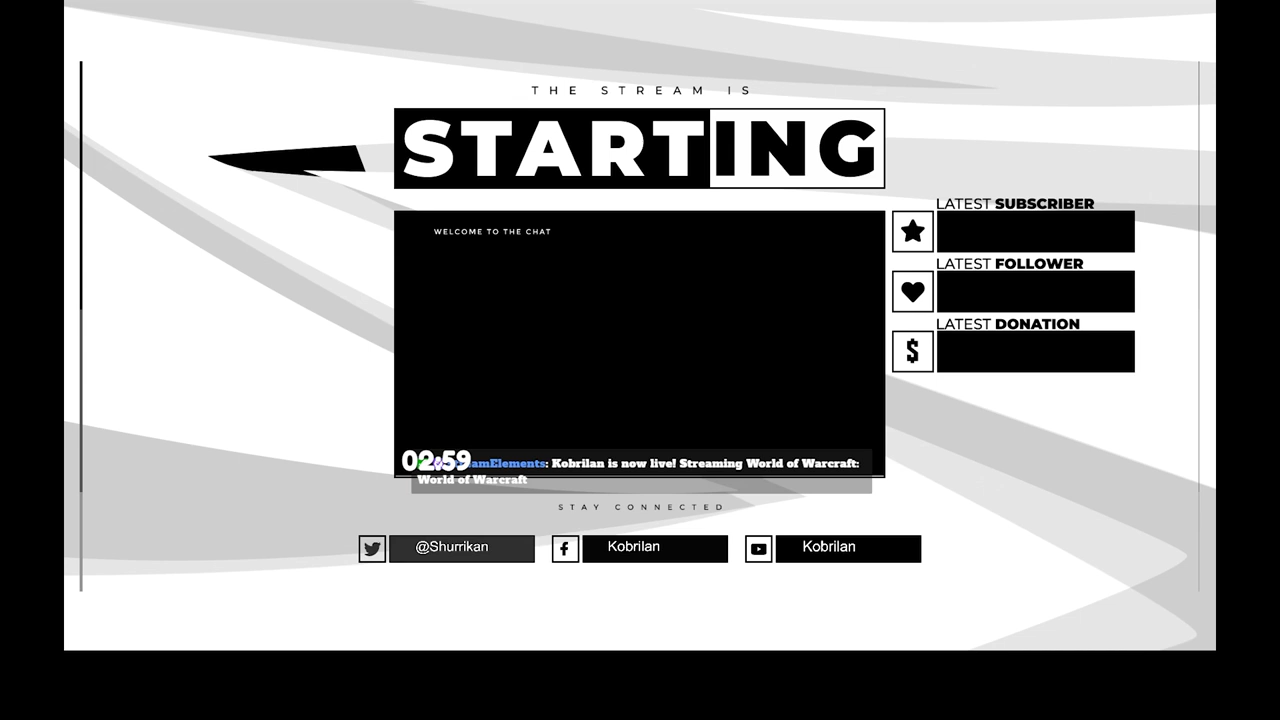 THE STREAM IS
STARTING
LATEST SUBSCRIBER
WELCOME TO THE CHAT
LATEST FOLLOWER
LATEST DONATION
$
02:59
amElements: Kobrilan is now live! Streaming World of Warcraft:
World of Warcraft
STAY CONNECTED
@Shurrikan
Kobrilan
Kobrilan